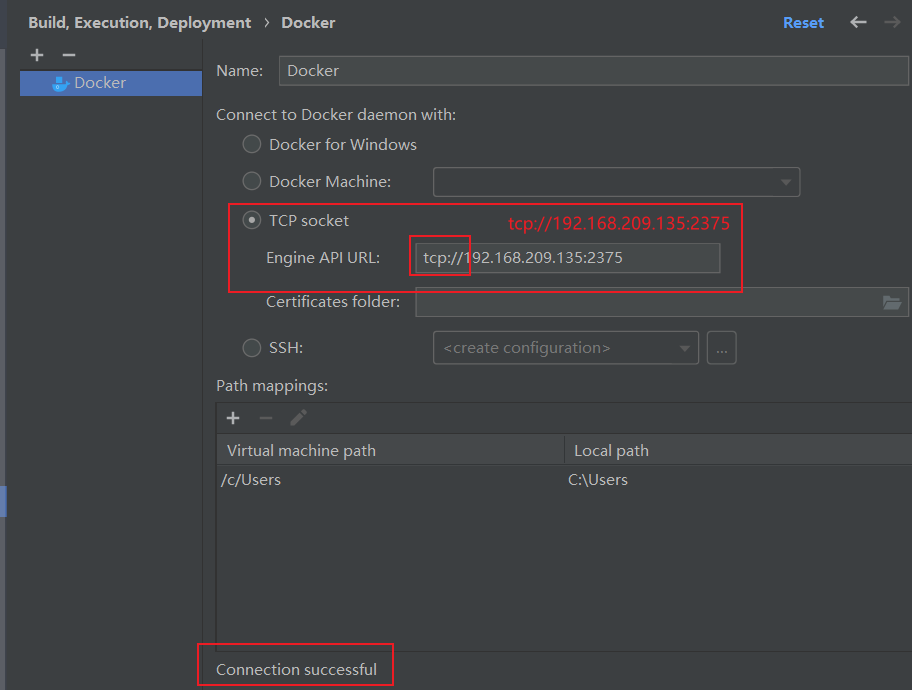 Build, Execution, Deployment › Docker Reset
Docker
Name: Docker
Connect to Docker daemon with:
Docker for Windows
Docker Machine:
TCP socket tcp://192.168.209.135:2375
Engine API URL: tcp://192.168.209.135:2375
Certificates folder:
SSH: <create configuration> ...
Path mappings:
Virtual machine path Local path
/c/Users C:\Users
Connection successful